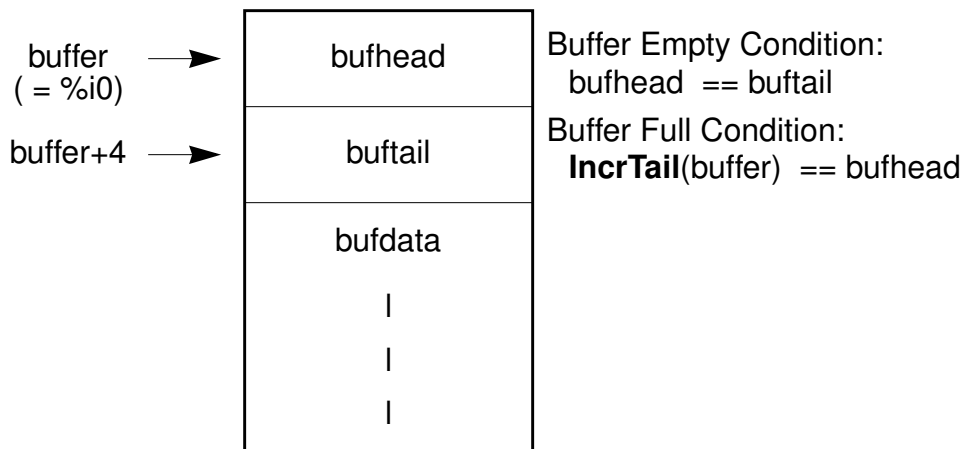 buffer
( = %i0)
bufhead
Buffer Empty Condition:
bufhead == buftail
buffer+4
buftail
Buffer Full Condition:
IncrTail(buffer) == bufhead
bufdata
|
|
|